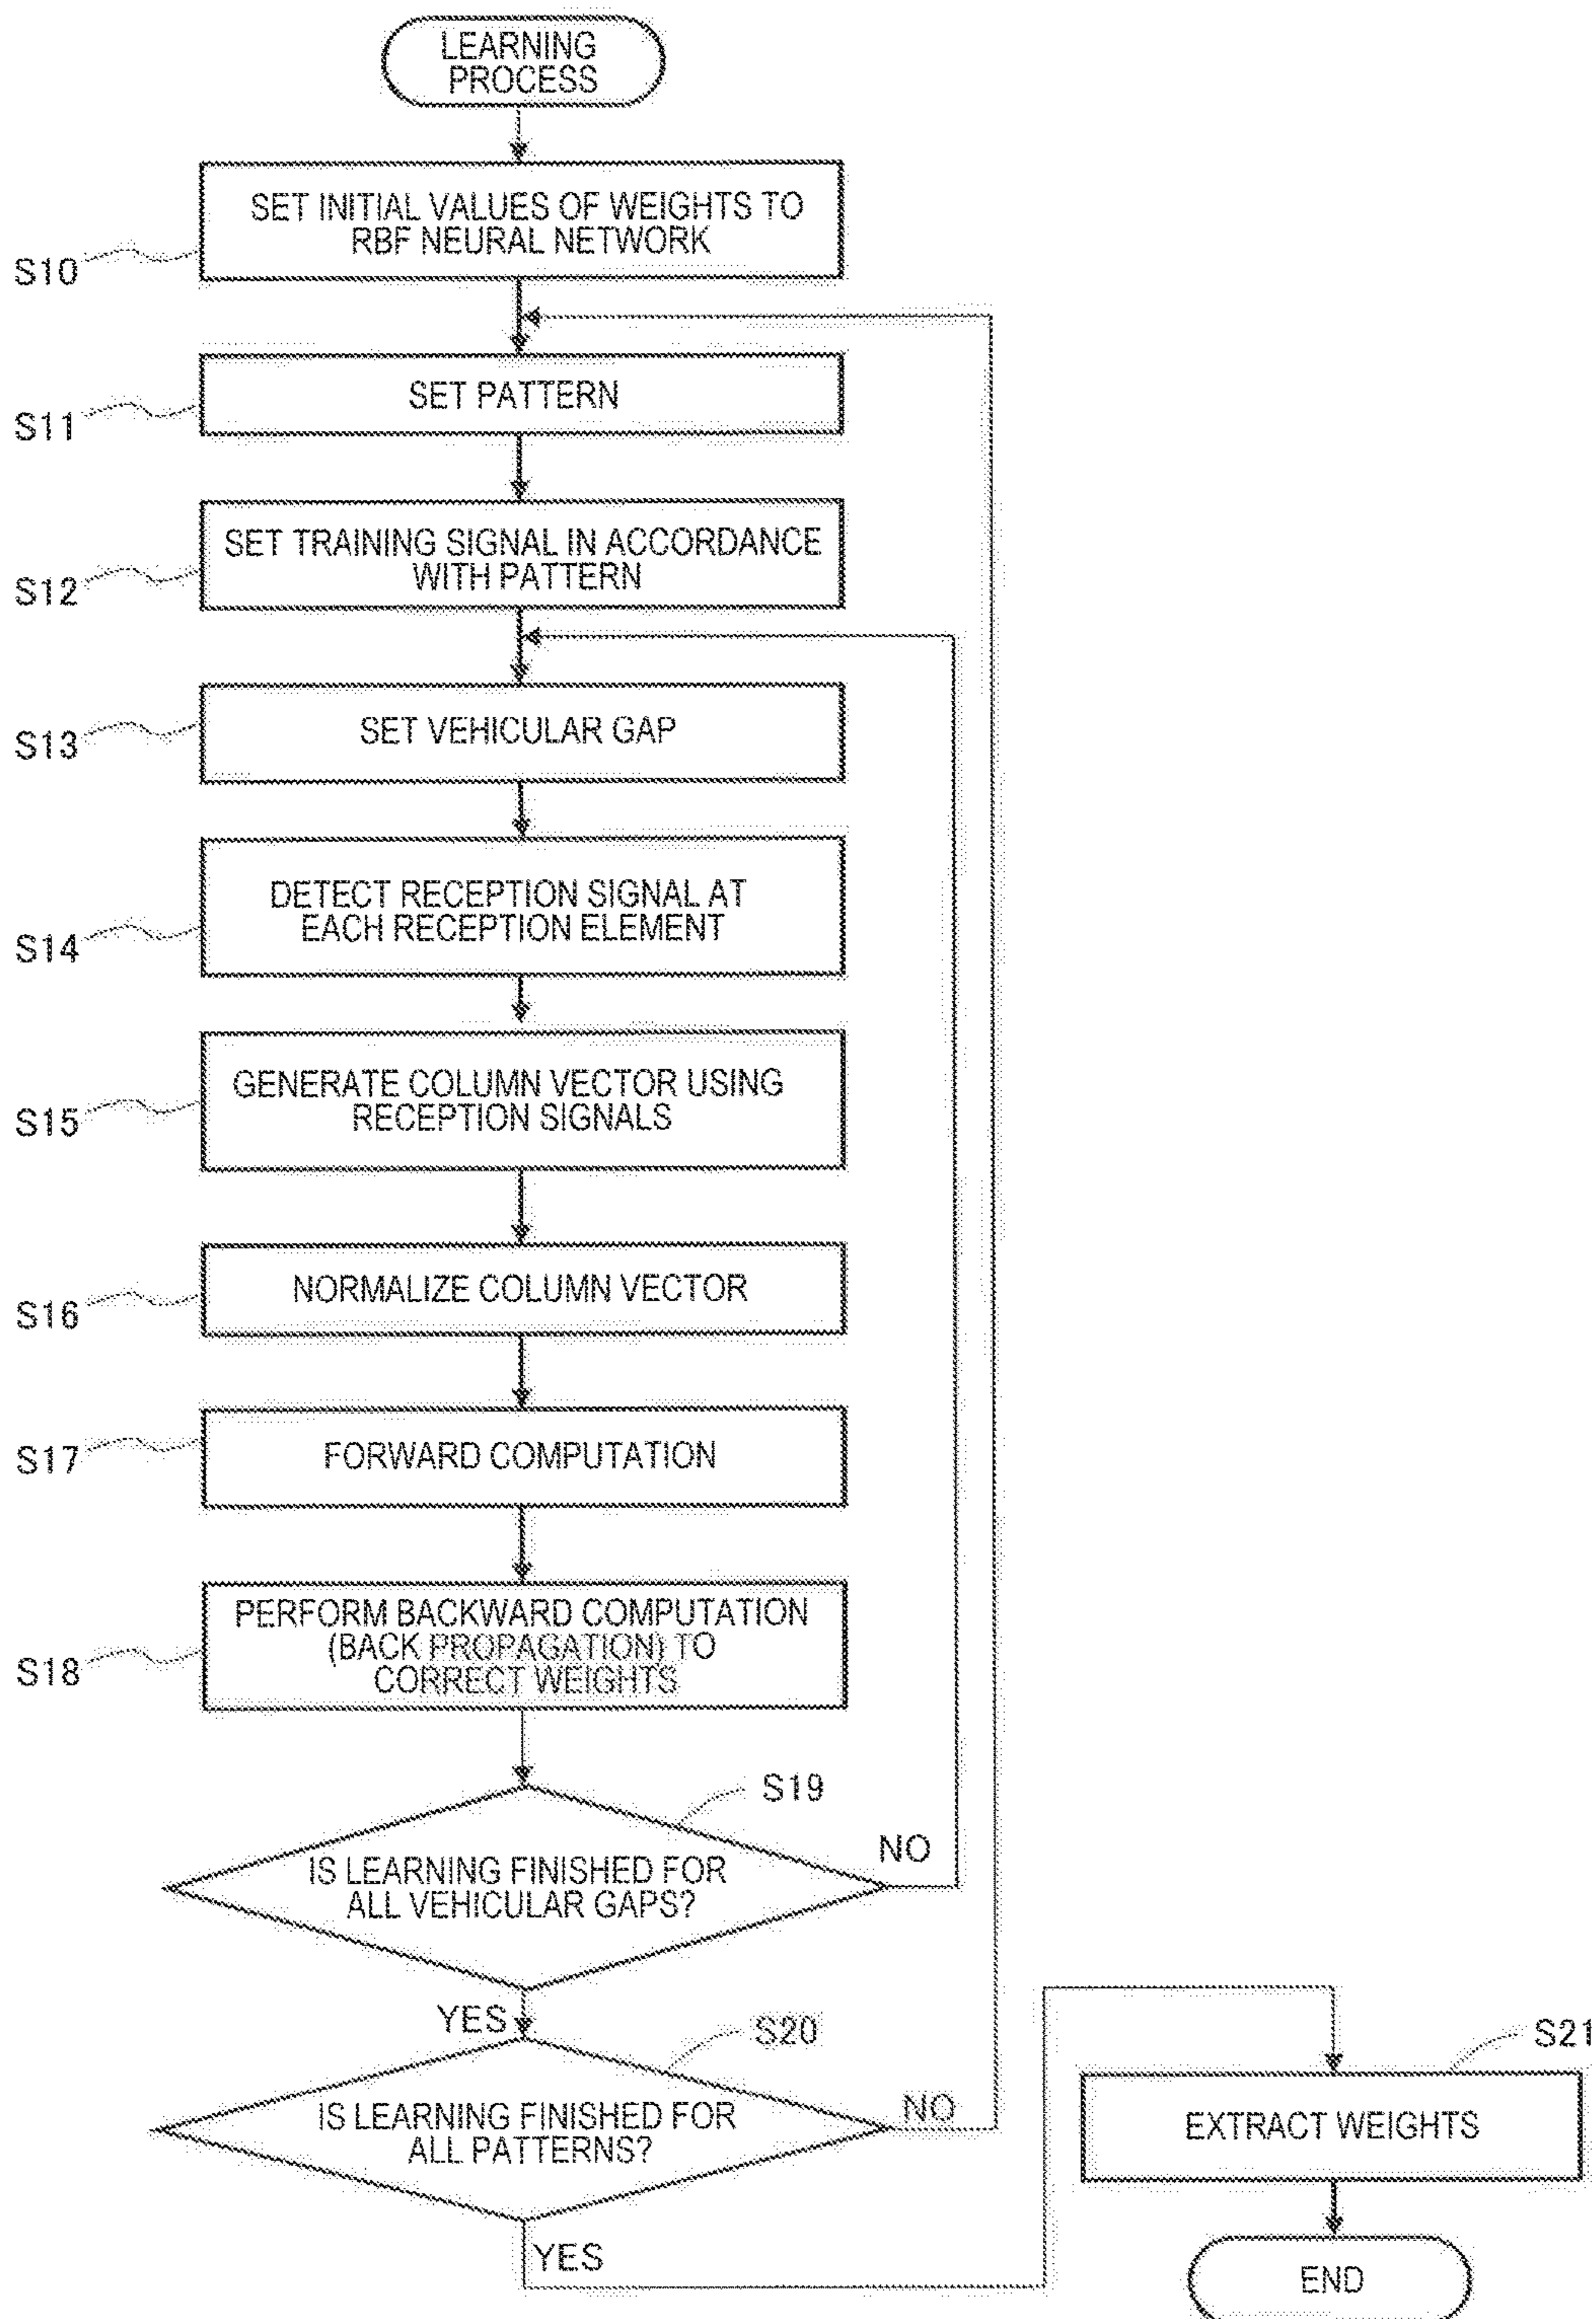 LEARNING
PROCESS
SET INITIAL VALUES OF WEIGHTS TO
RBF NEURAL NETWORK
S10
SET PATTERN
S11
SET TRAINING SIGNAL IN ACCORDANCE
WITH PATTERN
S12
SET VEHICULAR GAP
S13
DETECT RECEPTION SIGNAL AT
EACH RECEPTION ELEMENT
S14
GENERATE COLUMN VECTOR USING
RECEPTION SIGNALS
S15
NORMALIZE COLUMN VECTOR
S16
FORWARD COMPUTATION
S17
PERFORM BACKWARD COMPUTATION
(BACK PROPAGATION) TO
CORRECT WEIGHTS
S18
S19
NO
IS LEARNING FINISHED FOR
ALL VEHICULAR GAPS?
YES
S20
NO
IS LEARNING FINISHED FOR
ALL PATTERNS?
YES
S21
EXTRACT WEIGHTS
END